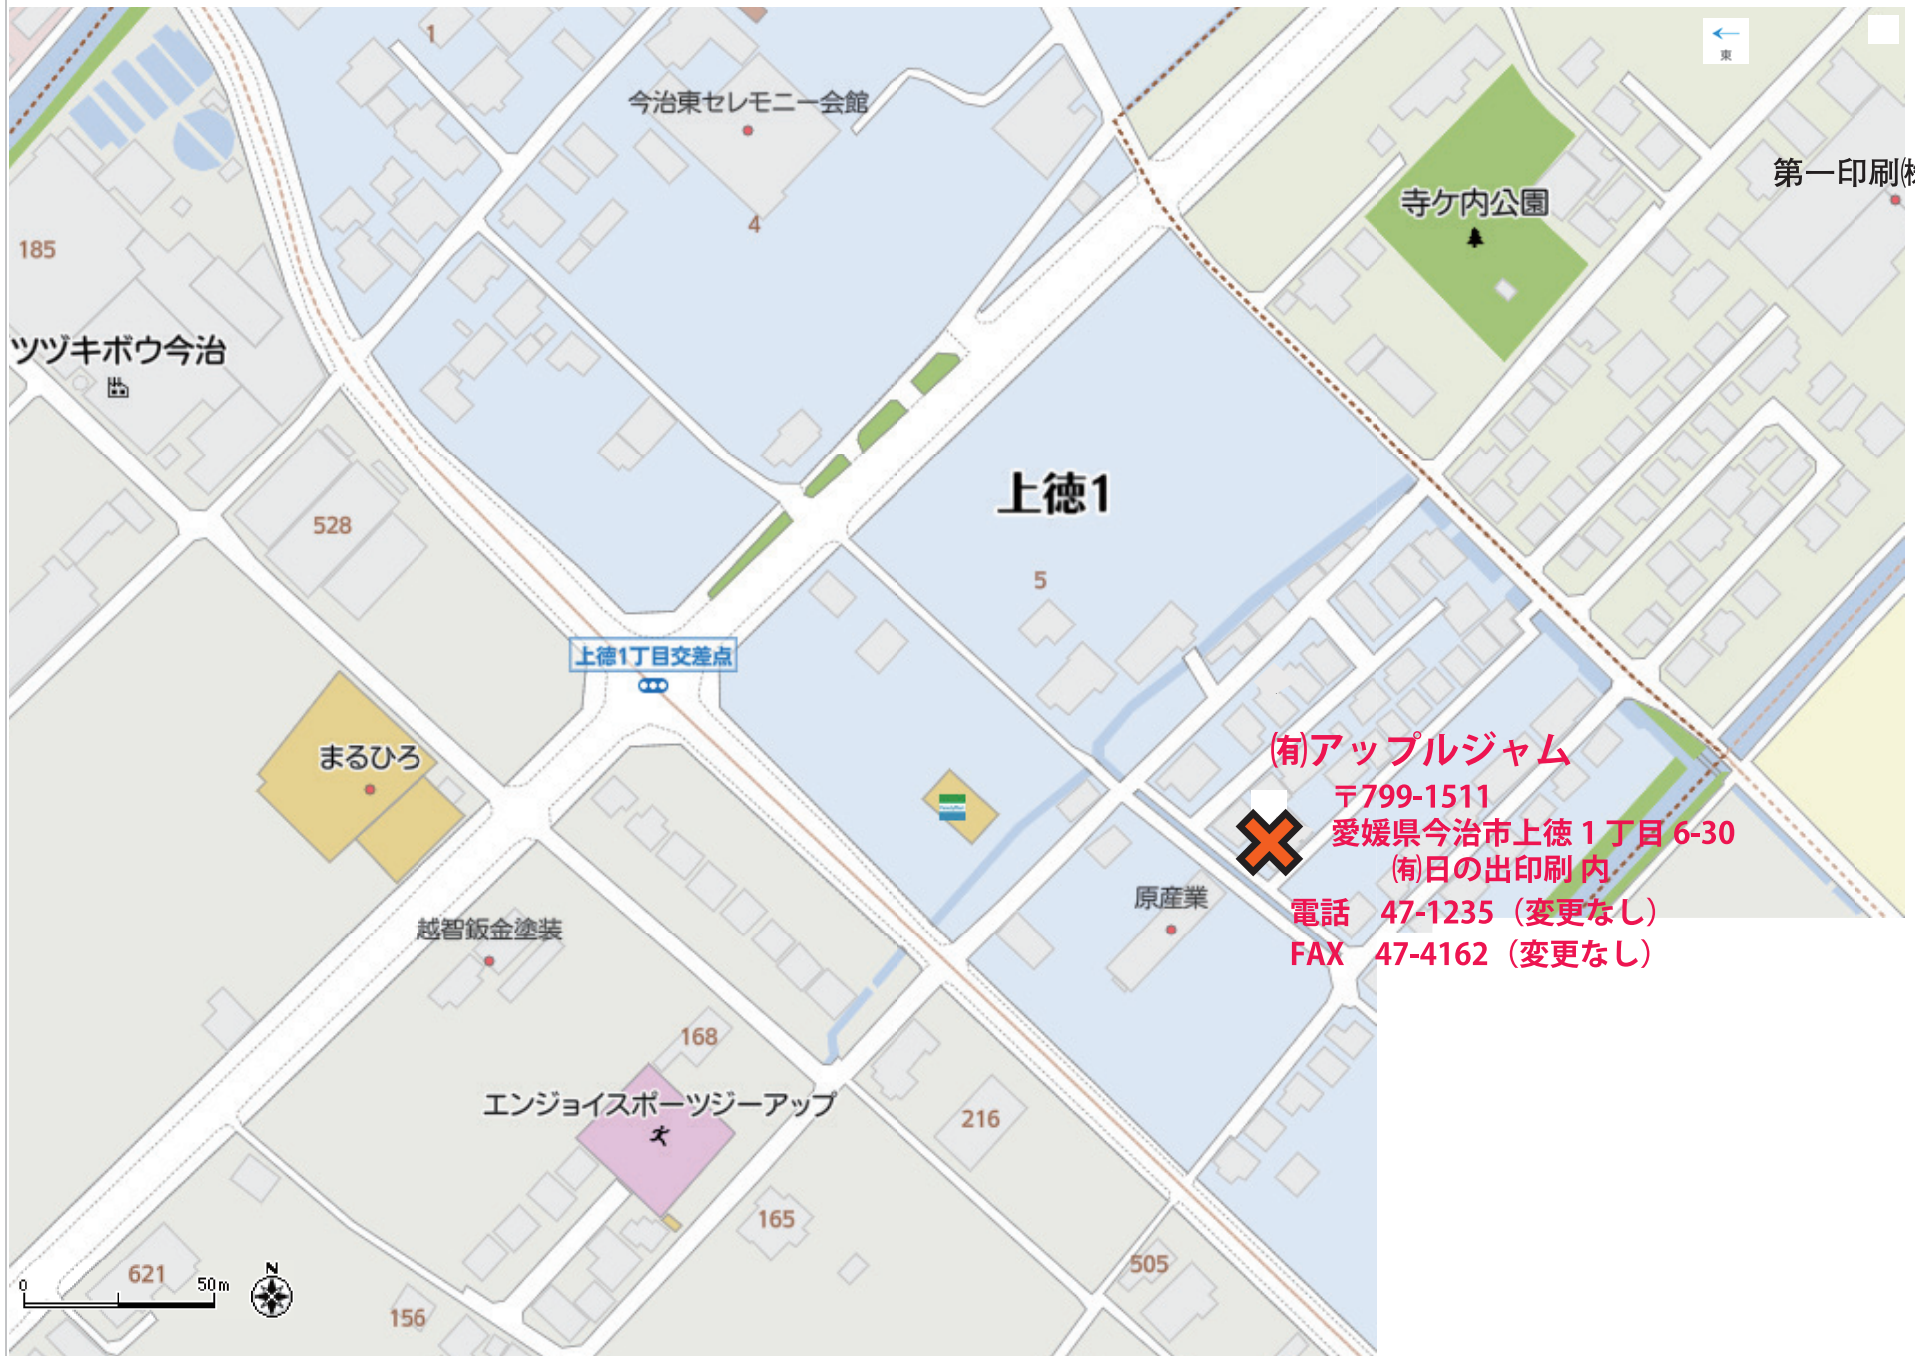 1
東
今治東セレモニー会館
第一印刷㈱
寺ケ内公園
4
185
ツヅキボウ今治
上徳1
528
5
上徳1丁目交差点
㈲アップルジャム
まるひろ
〒799-1511
愛媛県今治市上徳 1 丁目 6-30
㈲日の出印刷 内
原産業
電話 47-1235（変更なし）
越智鈑金塗装
FAX 47-4162（変更なし）
168
エンジョイスポーツジーアップ
216
165
505
621
0 50m
N
156